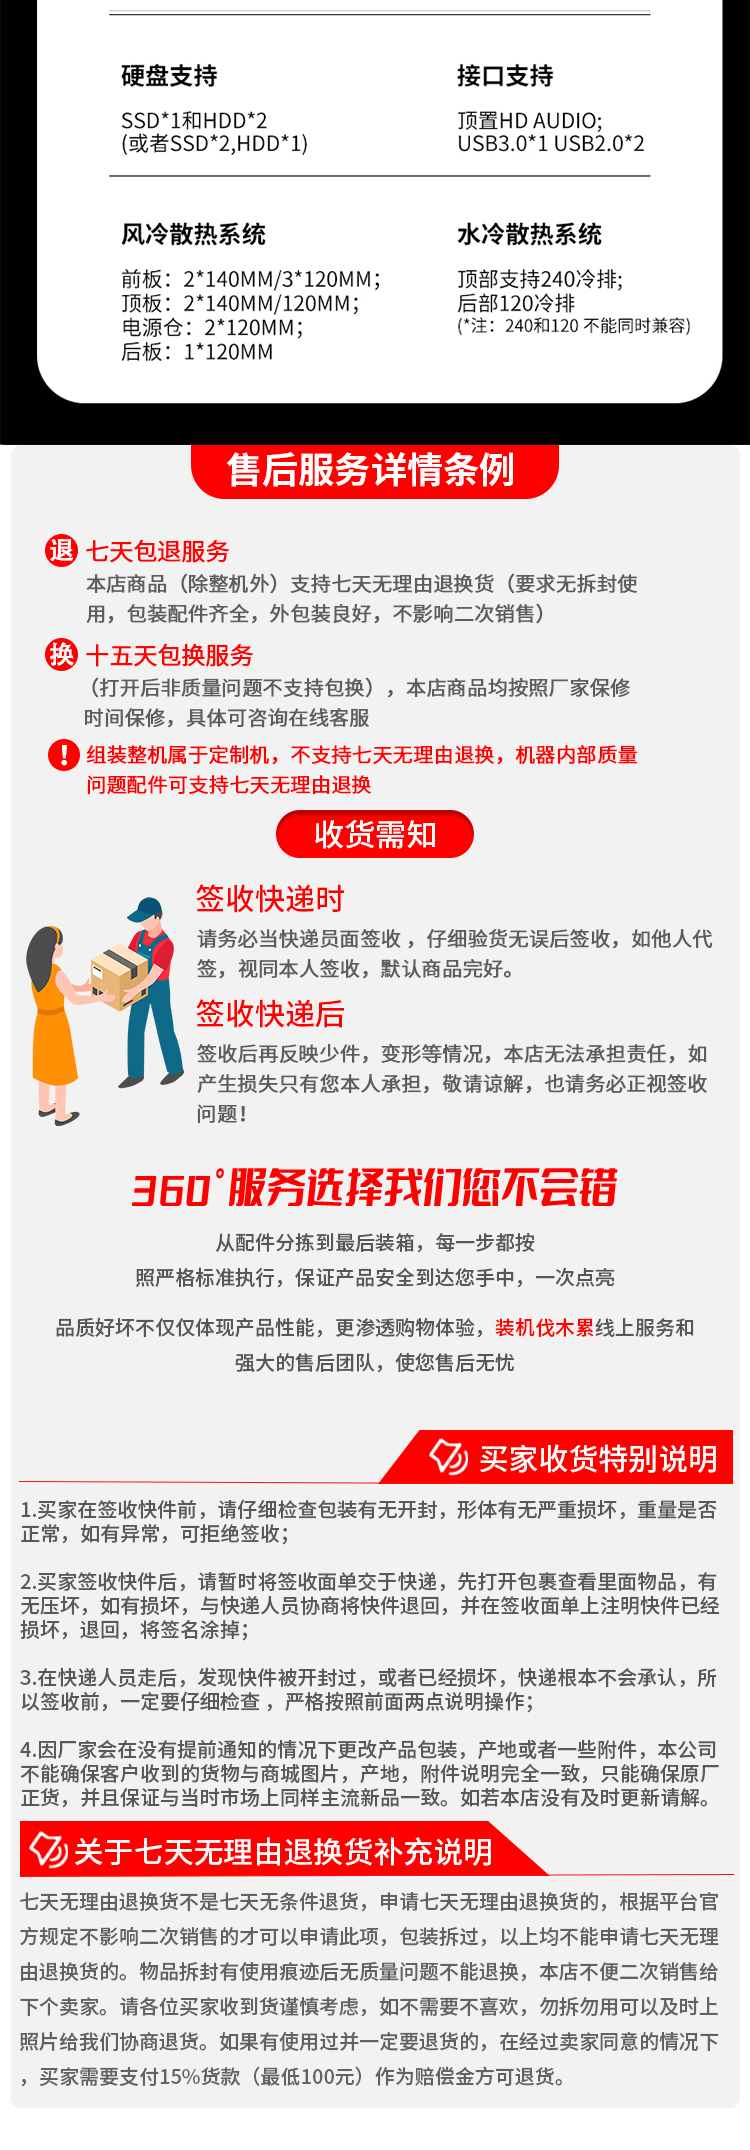 硬盘支持
接口支持
SSD*1和HDD*2
(或者SSD*2,HDD*1)
顶置HD AUDIO;
USB3.0*1 USB2.0*2
风冷散热系统
水冷散热系统
前板：2*140MM/3*120MM；
顶板：2*140MM/120MM；
电源仓：2*120MM；
后板：1*120MM
顶部支持240冷排;
后部120冷排
(*注：240和120 不能同时兼容)
售后服务详情条例
退 七天包退服务
本店商品（除整机外）支持七天无理由退换货（要求无拆封使
用，包装配件齐全，外包装良好，不影响二次销售）
换 十五天包换服务
（打开后非质量问题不支持包换），本店商品均按照厂家保修
时间保修，具体可咨询在线客服
! 组装整机属于定制机，不支持七天无理由退换，机器内部质量
问题配件可支持七天无理由退换
收货需知
签收快递时
请务必当快递员面签收 ，仔细验货无误后签收，如他人代
签，视同本人签收，默认商品完好。
签收快递后
签收后再反映少件，变形等情况，本店无法承担责任，如
产生损失只有您本人承担，敬请谅解，也请务必正视签收
问题！
360°服务选择我们您不会错
从配件分拣到最后装箱，每一步都按
照严格标准执行，保证产品安全到达您手中，一次点亮
品质好坏不仅仅体现产品性能，更渗透购物体验，装机伐木累线上服务和
强大的售后团队，使您售后无忧
买家收货特别说明
1.买家在签收快件前，请仔细检查包装有无开封，形体有无严重损坏，重量是否
正常，如有异常，可拒绝签收；
2.买家签收快件后，请暂时将签收面单交于快递，先打开包裹查看里面物品，有
无压坏，如有损坏，与快递人员协商将快件退回，并在签收面单上注明快件已经
损坏，退回，将签名涂掉；
3.在快递人员走后，发现快件被开封过，或者已经损坏，快递根本不会承认，所
以签收前，一定要仔细检查 ，严格按照前面两点说明操作；
4.因厂家会在没有提前通知的情况下更改产品包装，产地或者一些附件，本公司
不能确保客户收到的货物与商城图片，产地，附件说明完全一致，只能确保原厂
正货，并且保证与当时市场上同样主流新品一致。如若本店没有及时更新请解。
关于七天无理由退换货补充说明
七天无理由退换货不是七天无条件退货，申请七天无理由退换货的，根据平台官
方规定不影响二次销售的才可以申请此项，包装拆过，以上均不能申请七天无理
由退换货的。物品拆封有使用痕迹后无质量问题不能退换，本店不便二次销售给
下个卖家。请各位买家收到货谨慎考虑，如不需要不喜欢，勿拆勿用可以及时上
照片给我们协商退货。如果有使用过并一定要退货的，在经过卖家同意的情况下
，买家需要支付15%货款（最低100元）作为赔偿金方可退货。